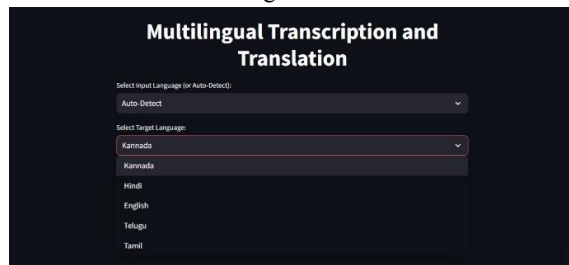 Multilingual Transcription and
Translation
Select Input Language (or Auto-Detect):
Auto-Detect
Select Target Language:
Kannada
Kannada
Hindi
English
Telugu
Tamil